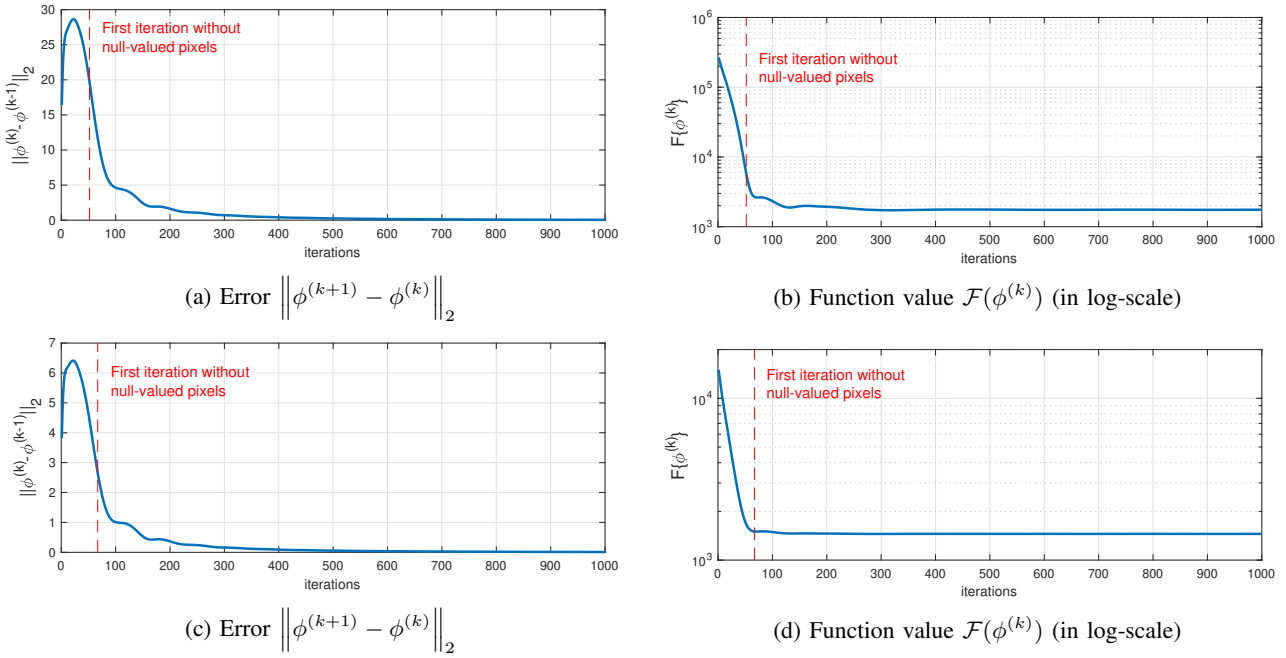 First iteration without
null-valued pixels
||φ^(k)-φ^(k-1)||_2
30
25
20
15
10
5
0
0 100 200 300 400 500 600 700 800 900 1000
iterations
(a) Error ‖φ^(k+1) − φ^(k)‖_2
First iteration without
null-valued pixels
F{φ^(k)}
10^6
10^5
10^4
10^3
0 100 200 300 400 500 600 700 800 900 1000
iterations
(b) Function value F(φ^(k)) (in log-scale)
First iteration without
null-valued pixels
||φ^(k)-φ^(k-1)||_2
7
6
5
4
3
2
1
0
0 100 200 300 400 500 600 700 800 900 1000
iterations
(c) Error ‖φ^(k+1) − φ^(k)‖_2
First iteration without
null-valued pixels
F{φ^(k)}
10^4
10^3
0 100 200 300 400 500 600 700 800 900 1000
iterations
(d) Function value F(φ^(k)) (in log-scale)